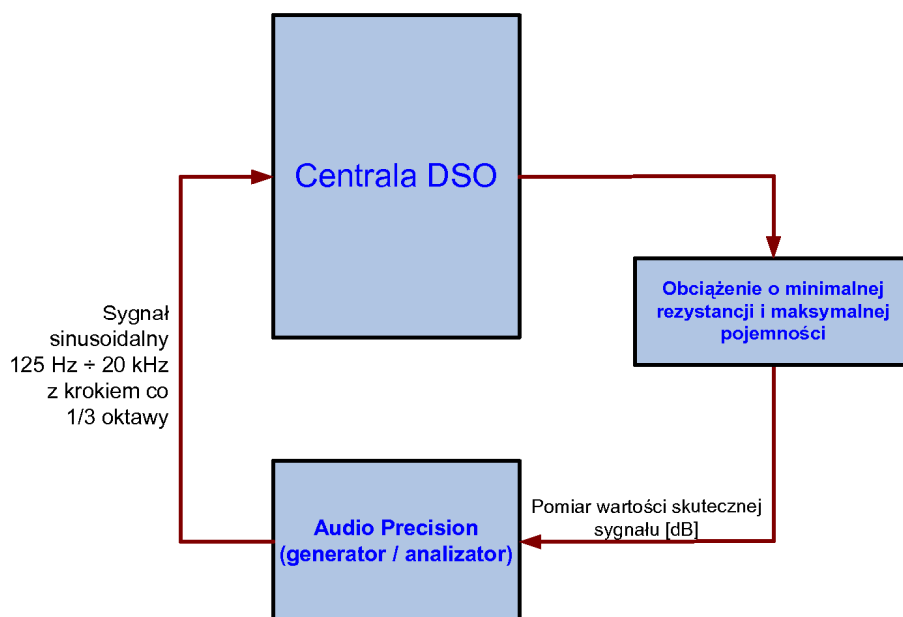 Centrala DSO
Obciążenie o minimalnej
rezystancji i maksymalnej
pojemności
Sygnał
sinusoidalny
125 Hz ÷ 20 kHz
z krokiem co
1/3 oktawy
Pomiar wartości skutecznej
sygnału [dB]
Audio Precision
(generator / analizator)